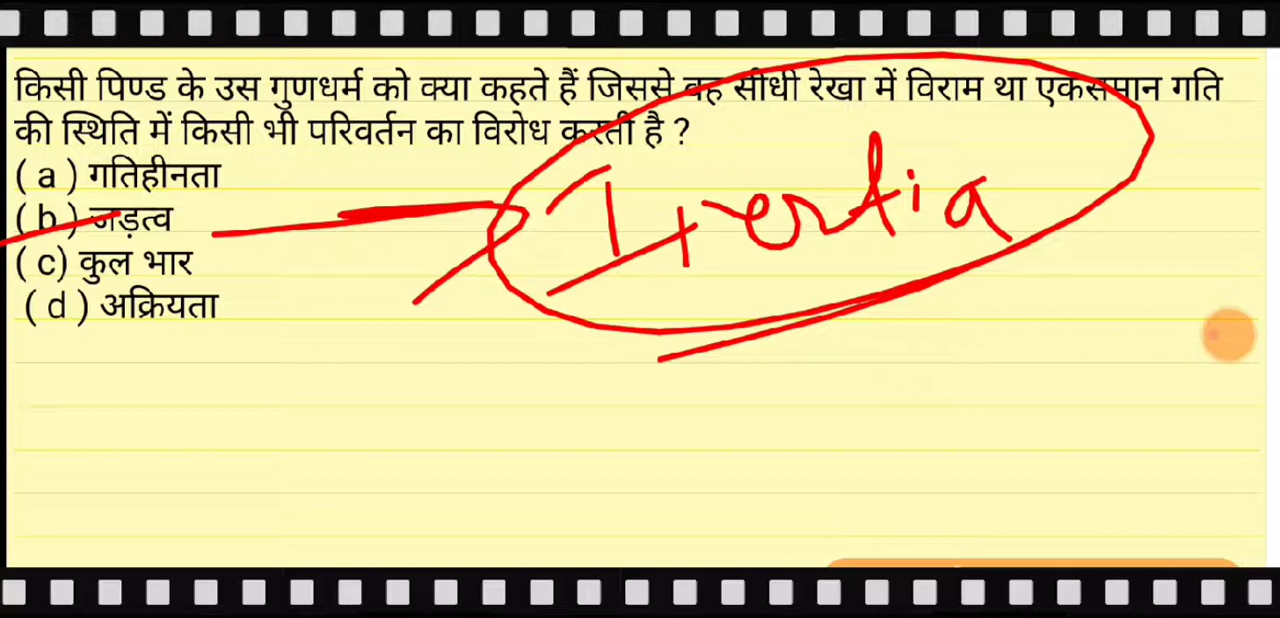 किसी पिण्ड के उस गुणधर्म को क्या कहते हैं जिससे वह सीधी रेखा में विराम था एकसमान गति
की स्थिति में किसी भी परिवर्तन का विरोध करती है ?
( a ) गतिहीनता
( b ) जड़त्व
Inertia
( c) कुल भार
( d ) अक्रियता